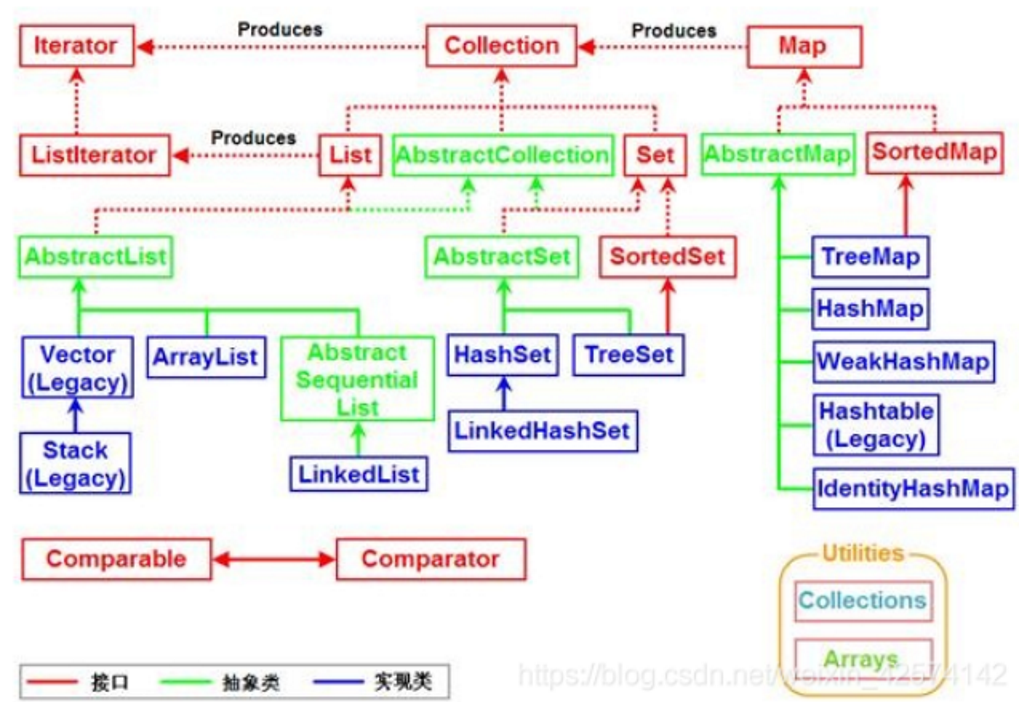 Iterator
Produces
Collection
Produces
Map
ListIterator
Produces
List
AbstractCollection
Set
AbstractMap
SortedMap
AbstractList
AbstractSet
SortedSet
TreeMap
HashMap
Vector
(Legacy)
ArrayList
Abstract
Sequential
List
HashSet
TreeSet
WeakHashMap
LinkedHashSet
Hashtable
(Legacy)
Stack
(Legacy)
LinkedList
IdentityHashMap
Comparable
Comparator
Utilities
Collections
Arrays
接口
抽象类
实现类
https://blog.csdn.net/weixin_42574142